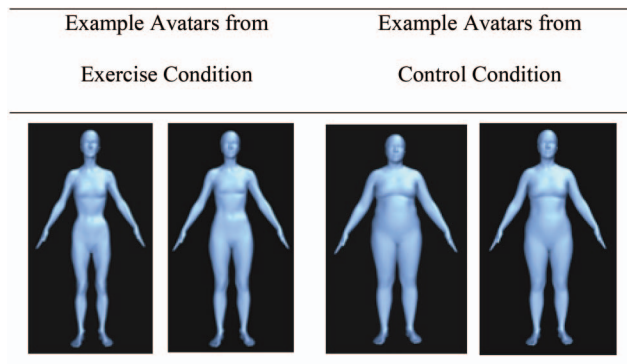 Example Avatars from
Exercise Condition
Example Avatars from
Control Condition